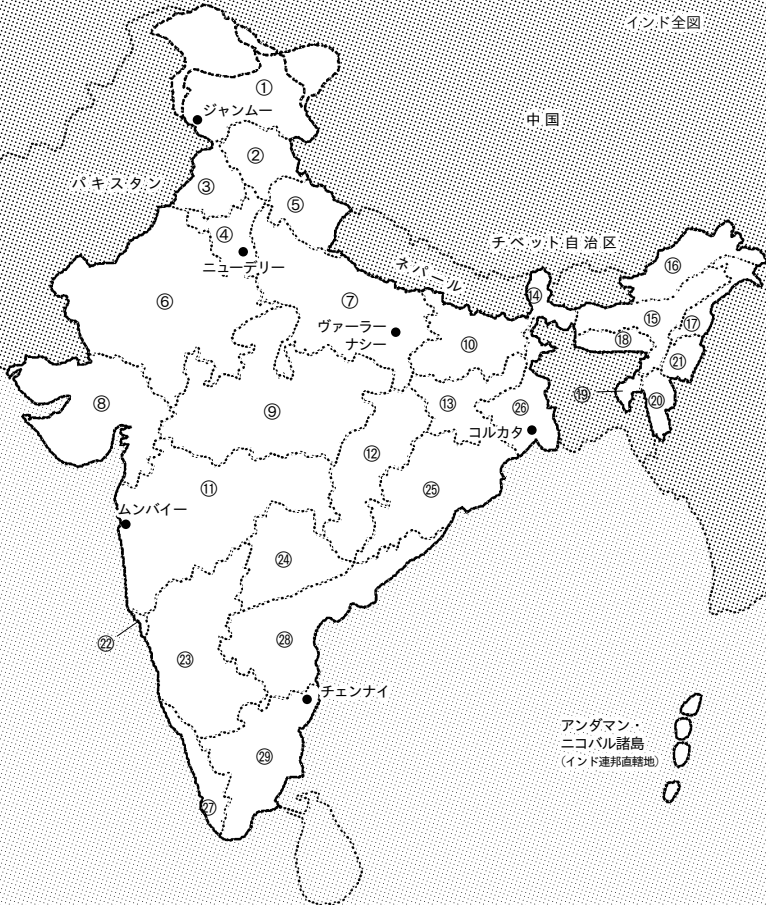 インド全図
①
ジャンムー
中国
②
パキスタン
③
⑤
④
チベット自治区
ニューデリー
ネパール
⑯
⑥
⑦
⑭
⑮
⑰
ヴァーラー
ナシー
⑩
⑱
㉑
⑧
⑨
⑬
㉖
⑲
⑳
コルカタ
⑫
⑪
㉕
ムンバイー
㉔
㉒
㉓
㉘
チェンナイ
アンダマン・
ニコバル諸島
(インド連邦直轄地)
㉙
㉗